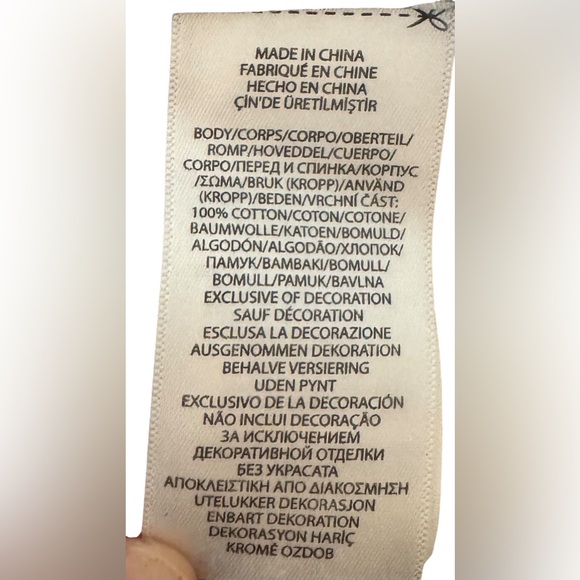 MADE IN CHINA
FABRIQUÉ EN CHINE
HECHO EN CHINA
ÇİN'DE ÜRETİLMİŞTİR
BODY/CORPS/CORPO/OBERTEIL/
ROMP/HOVEDDEL/CUERPO/
CORPO/ПЕРЕД И СПИНКА/КОРПУС
/ΣΩΜΑ/BRUK (KROPP)/ANVÄND
(KROPP)/BEDEN/VRCHNÍ ČÁST:
100% COTTON/COTON/COTONE/
BAUMWOLLE/KATOEN/BOMULD/
ALGODÓN/ALGODÃO/ХЛОПОК/
ПАМУК/ΒΑΜΒΑΚΙ/BOMULL/
BOMULL/PAMUK/BAVLNA
EXCLUSIVE OF DECORATION
SAUF DÉCORATION
ESCLUSA LA DECORAZIONE
AUSGENOMMEN DEKORATION
BEHALVE VERSIERING
UDEN PYNT
EXCLUSIVO DE LA DECORACIÓN
NÃO INCLUI DECORAÇÃO
ЗА ИСКЛЮЧЕНИЕМ
ДЕКОРАТИВНОЙ ОТДЕЛКИ
БЕЗ УКРАСАТА
ΑΠΟΚΛΕΙΣΤΙΚΗ ΑΠΟ ΔΙΑΚΟΣΜΗΣΗ
UTELUKKER DEKORASJON
ENBART DEKORATION
DEKORASYON HARİÇ
KROMĚ OZDOB